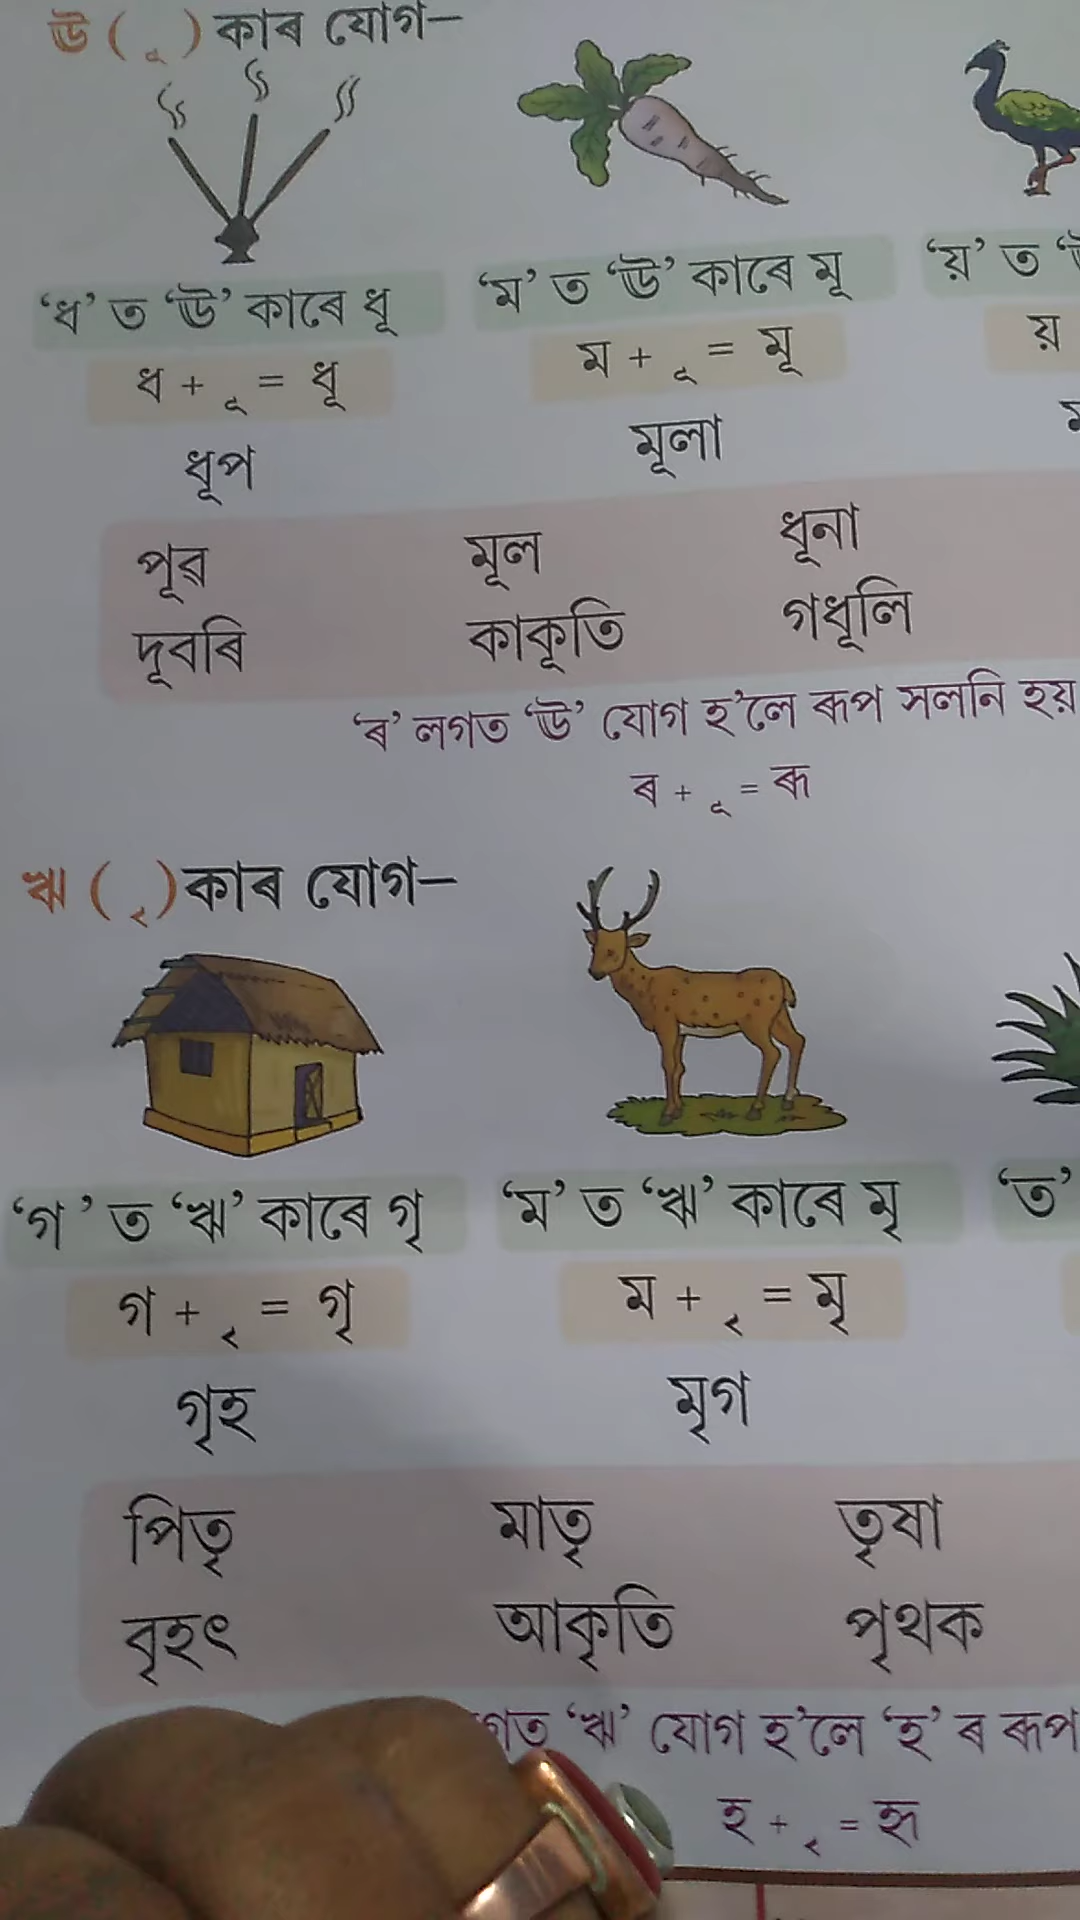 ঊ ( ূ ) কাৰ যোগ—
‘ধ’ ত ‘ঊ’ কাৰে ধূ
‘ম’ ত ‘ঊ’ কাৰে মূ
‘য়’ ত
ধ + ূ = ধূ
ম + ূ = মূ
য়
ধূপ
মূলা
পূৱ মূল ধূনা
দূবৰি কাকূতি গধূলি
‘ৰ’ লগত ‘ঊ’ যোগ হ’লে ৰূপ সলনি হয়
ৰ + ূ = ৰূ
ঋ ( ৃ ) কাৰ যোগ—
‘গ ’ ত ‘ঋ’ কাৰে গৃ
‘ম’ ত ‘ঋ’ কাৰে মৃ
‘ত’
গ + ৃ = গৃ
ম + ৃ = মৃ
গৃহ
মৃগ
পিতৃ মাতৃ তৃষা
বৃহৎ আকৃতি পৃথক
‘ঋ’ যোগ হ’লে ‘হ’ ৰ ৰূপ
হ + ৃ = হৃ